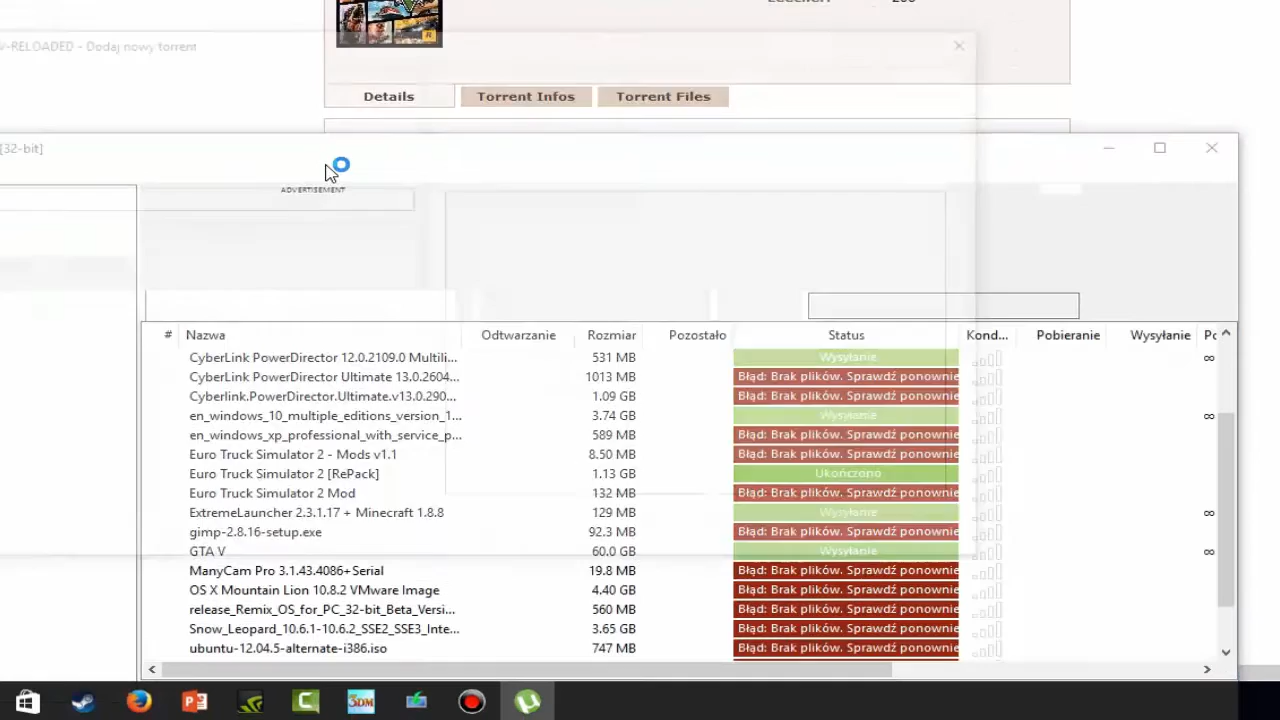 -RELOADED - Dodaj nowy torrent
Details
Torrent Infos
Torrent Files
[32-bit]
ADVERTISEMENT
# Nazwa Odtwarzanie Rozmiar Pozostało Status Kond... Pobieranie Wysyłanie Pc
CyberLink PowerDirector 12.0.2109.0 Multili... 531 MB Wysyłanie ∞
CyberLink PowerDirector Ultimate 13.0.2604... 1013 MB Błąd: Brak plików. Sprawdź ponownie
Cyberlink.PowerDirector.Ultimate.v13.0.290... 1.09 GB Błąd: Brak plików. Sprawdź ponownie
en_windows_10_multiple_editions_version_1... 3.74 GB Wysyłanie ∞
en_windows_xp_professional_with_service_p... 589 MB Błąd: Brak plików. Sprawdź ponownie
Euro Truck Simulator 2 - Mods v1.1 8.50 MB Błąd: Brak plików. Sprawdź ponownie
Euro Truck Simulator 2 [RePack] 1.13 GB Ukończono
Euro Truck Simulator 2 Mod 132 MB Błąd: Brak plików. Sprawdź ponownie
ExtremeLauncher 2.3.1.17 + Minecraft 1.8.8 129 MB Wysyłanie ∞
gimp-2.8.16-setup.exe 92.3 MB Błąd: Brak plików. Sprawdź ponownie
GTA V 60.0 GB Wysyłanie ∞
ManyCam Pro 3.1.43.4086+Serial 19.8 MB Błąd: Brak plików. Sprawdź ponownie
OS X Mountain Lion 10.8.2 VMware Image 4.40 GB Błąd: Brak plików. Sprawdź ponownie
release_Remix_OS_for_PC_32-bit_Beta_Versi... 560 MB Błąd: Brak plików. Sprawdź ponownie
Snow_Leopard_10.6.1-10.6.2_SSE2_SSE3_Inte... 3.65 GB Błąd: Brak plików. Sprawdź ponownie
ubuntu-12.04.5-alternate-i386.iso 747 MB Błąd: Brak plików. Sprawdź ponownie
3DM